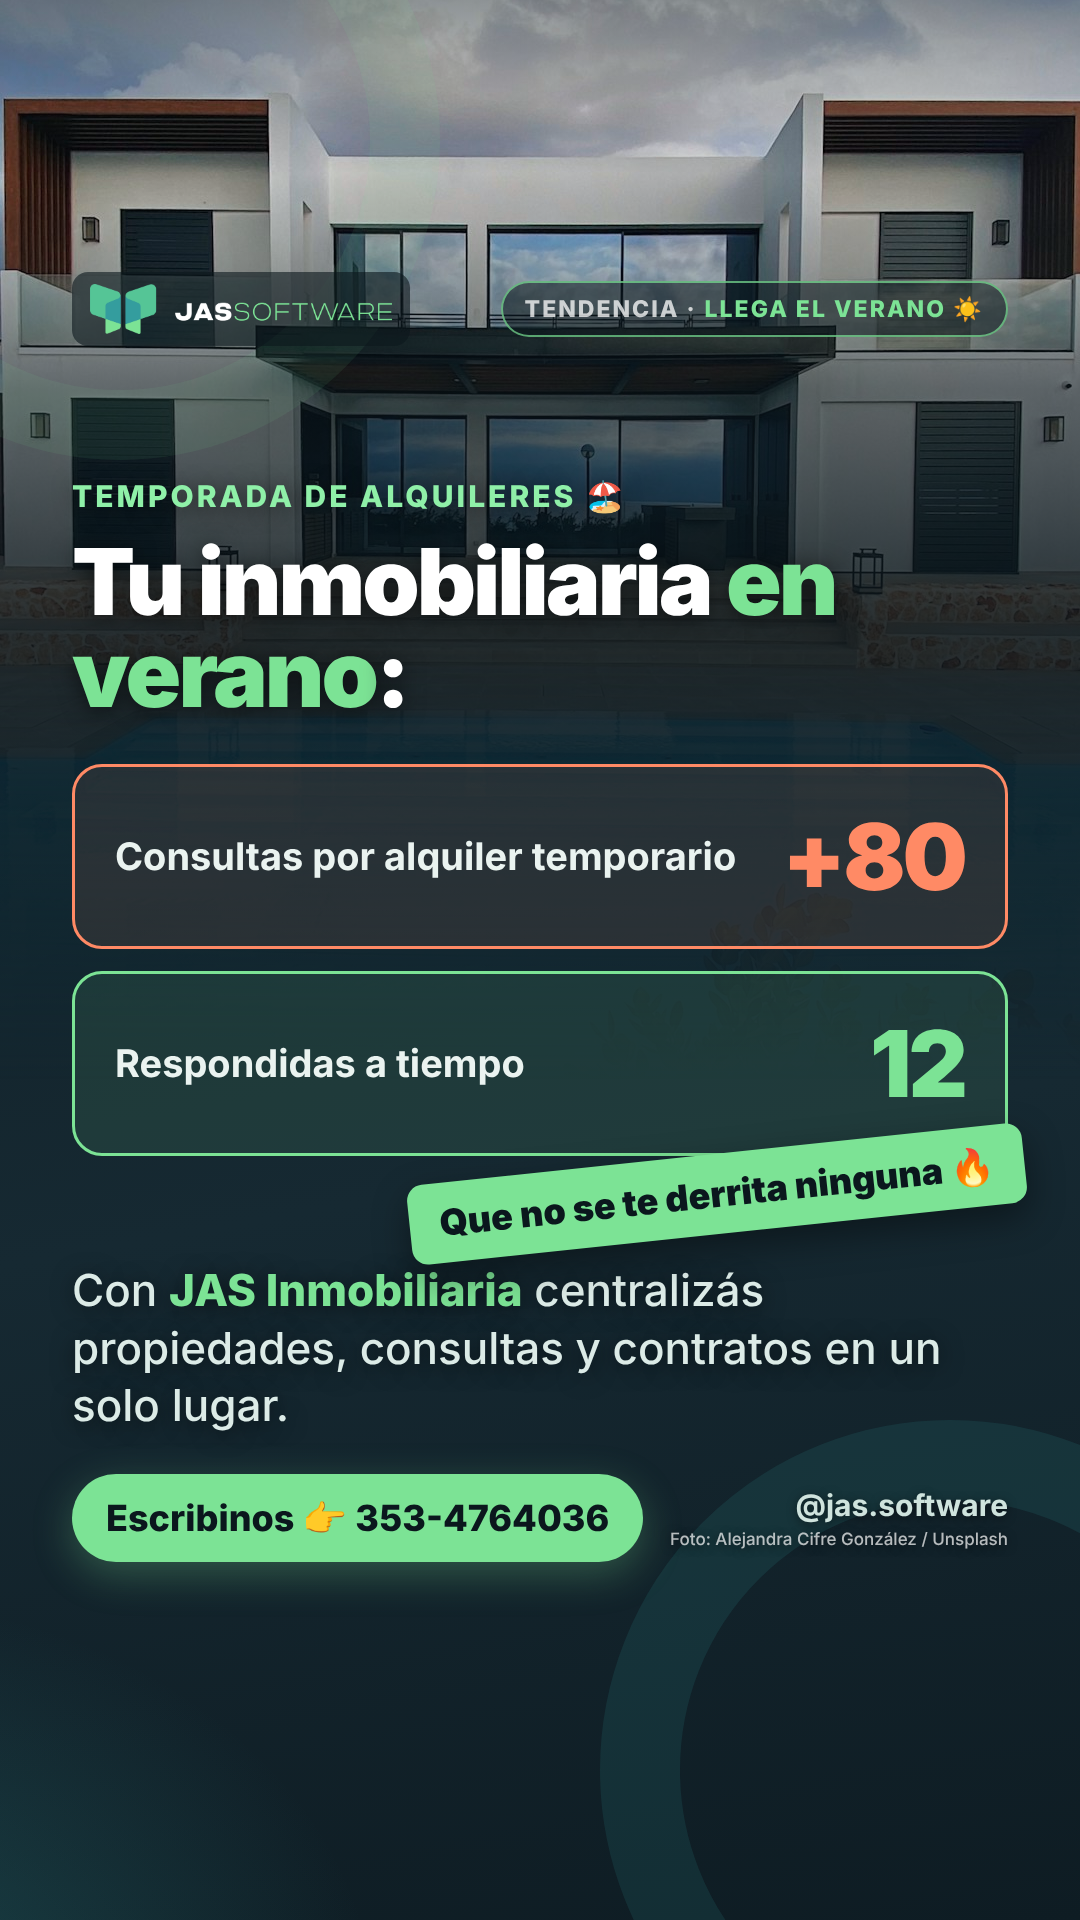 JASSOFTWARE
TENDENCIA · LLEGA EL VERANO ☀️
TEMPORADA DE ALQUILERES 🏖️
Tu inmobiliaria en
verano:
Consultas por alquiler temporario +80
Respondidas a tiempo 12
Que no se te derrita ninguna 🔥
Con JAS Inmobiliaria centralizás
propiedades, consultas y contratos en un
solo lugar.
Escribinos 👉 353-4764036
@jas.software
Foto: Alejandra Cifre González / Unsplash